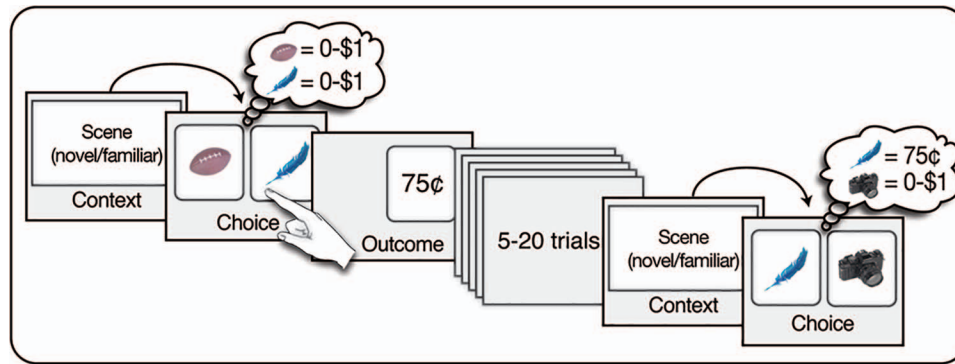 = 0-$1
= 0-$1
Scene
(novel/familiar)
Context
Choice
75¢
Outcome
5-20 trials
Scene
(novel/familiar)
Context
= 75¢
= 0-$1
Choice